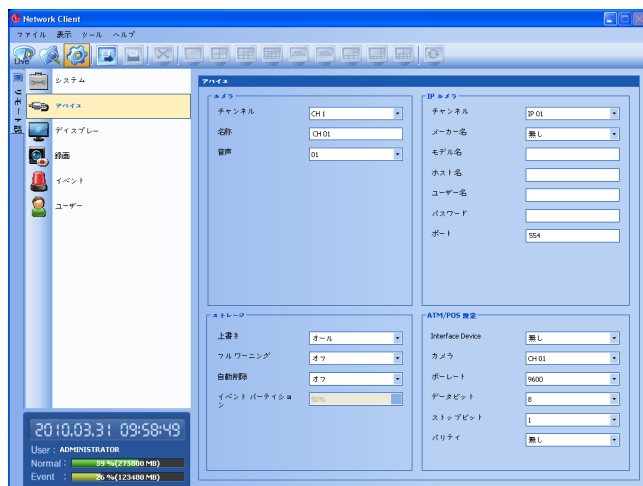 Network Client
ファイル 表示 ツール ヘルプ
Live
システム
デバイス
ディスプレー
録画
イベント
ユーザー
デバイス
カメラ
チャンネル CH 1
名称 CH 01
音声 01
IP カメラ
チャンネル IP 01
メーカー名 無し
モデル名
ホスト名
ユーザー名
パスワード
ポート 554
ストレージ
上書き オール
フル ワーニング オフ
自動削除 オフ
イベント パーティショ
ン 50%
ATM/POS 設定
Interface Device 無し
カメラ CH 01
ボーレート 9600
データビット 8
ストップビット 1
パリティ 無し
2010.03.31 09:58:49
User : ADMINISTRATOR
Normal : 59 %(275800 MB)
Event : 26 %(123480 MB)